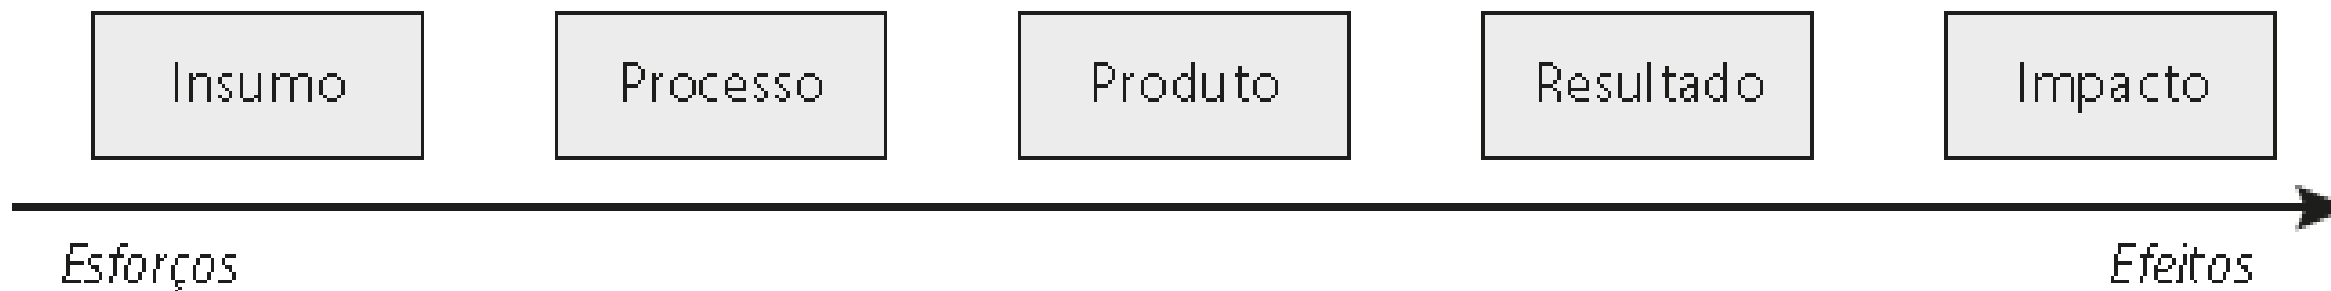 Insumo Processo Produto Resultado Impacto
Esforços Efeitos